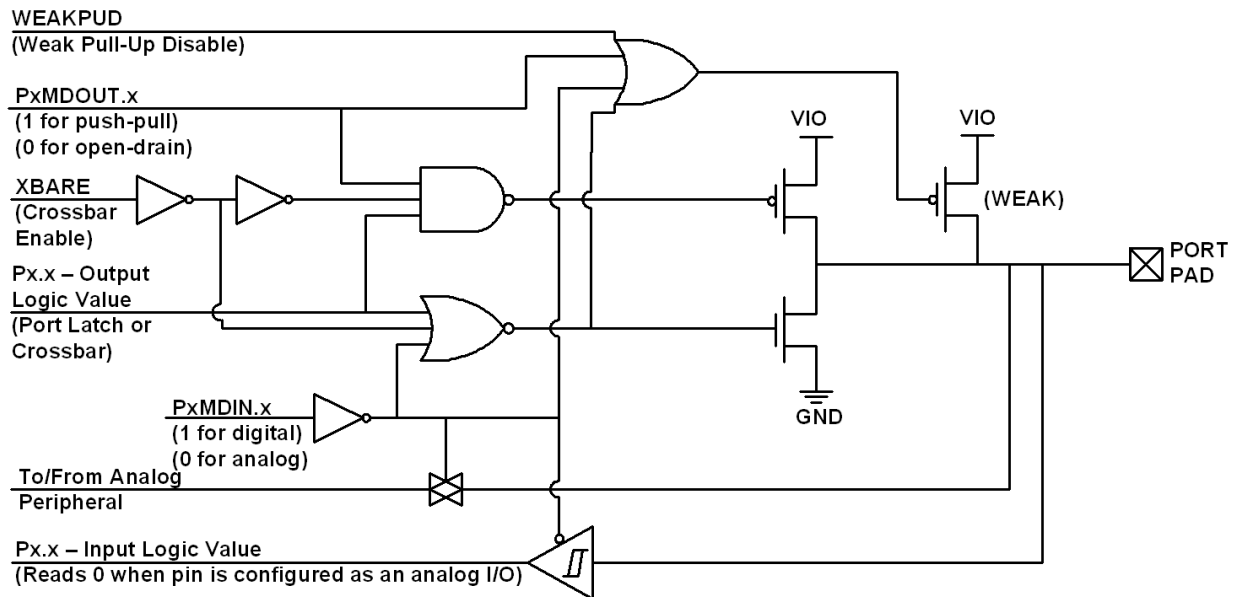 WEAKPUD
(Weak Pull-Up Disable)
PxMDOUT.x
(1 for push-pull)
(0 for open-drain)
XBARE
(Crossbar
Enable)
Px.x – Output
Logic Value
(Port Latch or
Crossbar)
PxMDIN.x
(1 for digital)
(0 for analog)
To/From Analog
Peripheral
Px.x – Input Logic Value
(Reads 0 when pin is configured as an analog I/O)
VIO
VIO
(WEAK)
PORT
PAD
GND